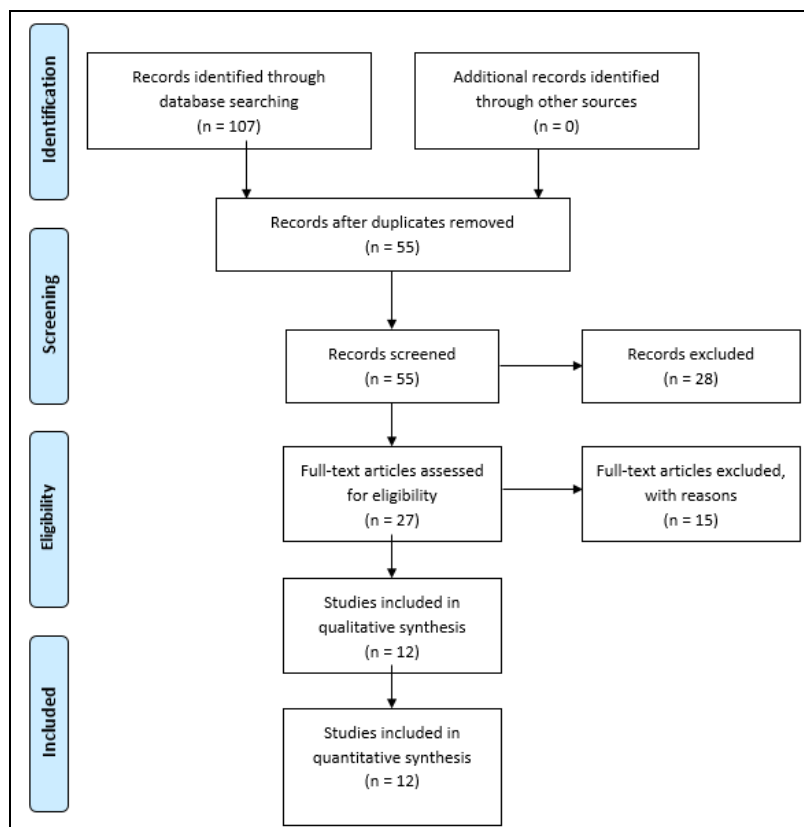 Identification
Records identified through
database searching
(n = 107)
Additional records identified
through other sources
(n = 0)
Records after duplicates removed
(n = 55)
Screening
Records screened
(n = 55)
Records excluded
(n = 28)
Eligibility
Full-text articles assessed
for eligibility
(n = 27)
Full-text articles excluded,
with reasons
(n = 15)
Studies included in
qualitative synthesis
(n = 12)
Included
Studies included in
quantitative synthesis
(n = 12)